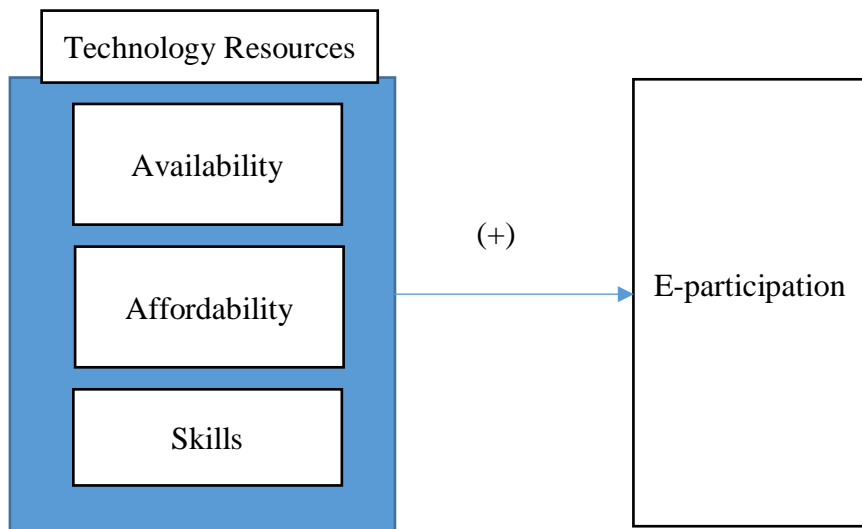 Technology Resources
Availability
Affordability
Skills
(+)
E-participation